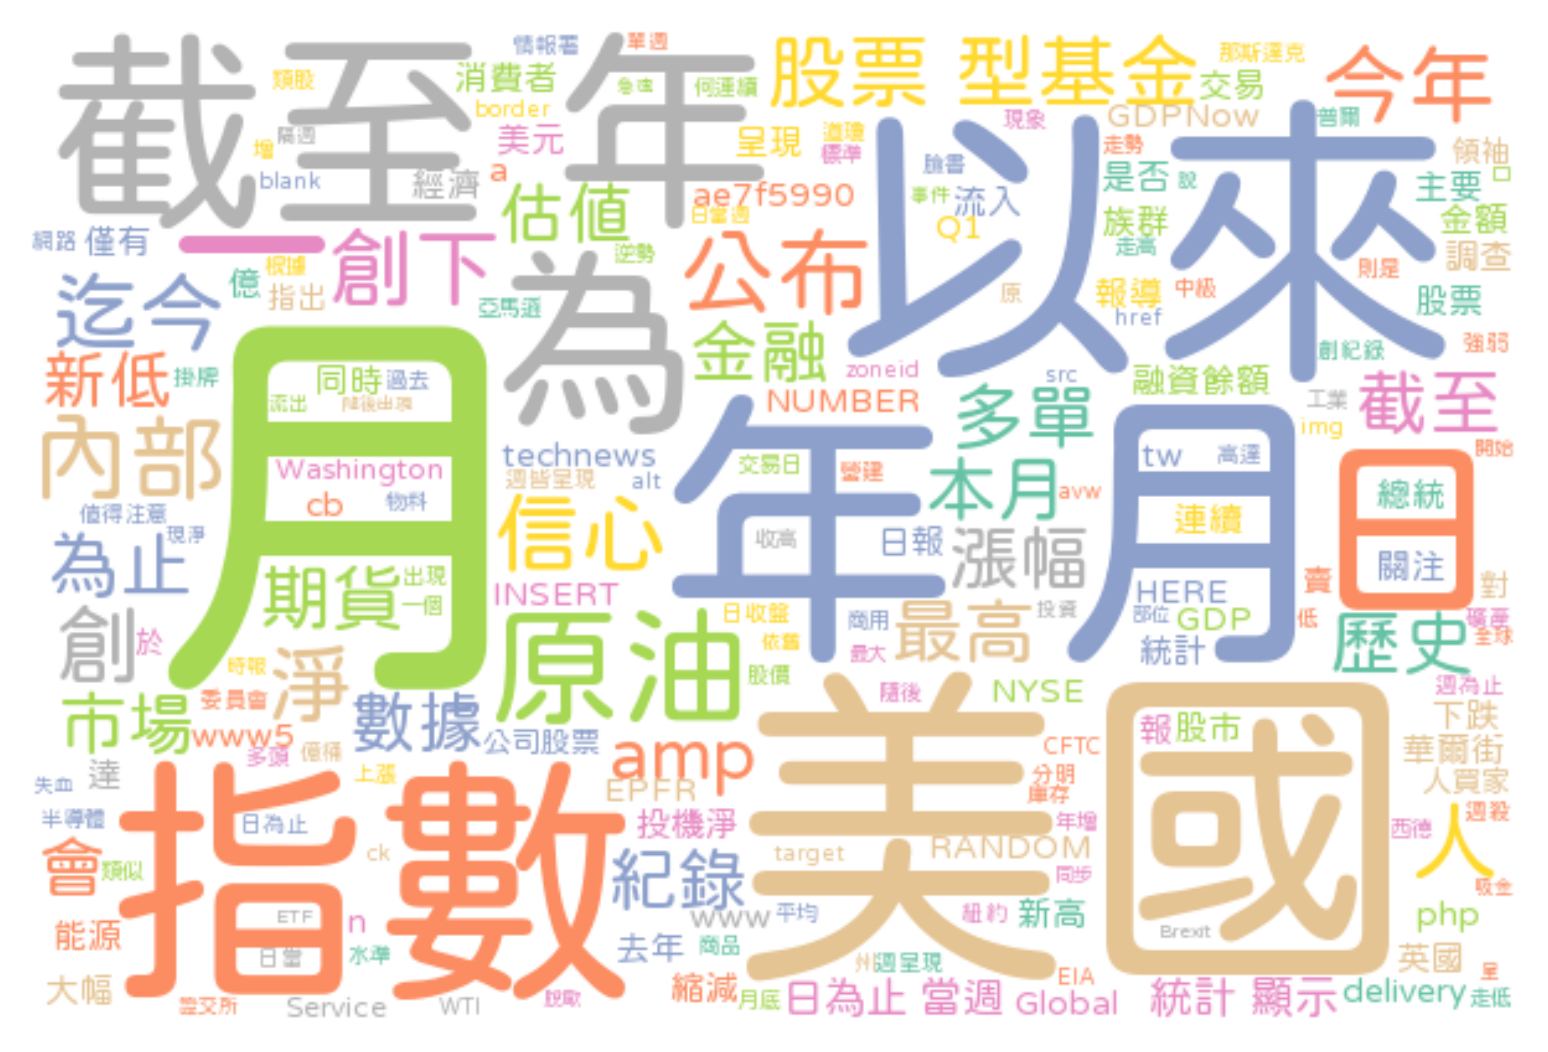 截至年
情報署
單週
股票 型基金
那斯達克
今年
類股
消費者
急遽
何連續
交易
border
美元
呈現
道瓊
現象
GDPNow
普爾
增
隔週
標準
走勢
領袖
blank
經濟
a
臉書
是否
說
主要
以來
估值
ae7f5990
事件
流入
族群
金額
日當週
Q1
走高
網路
僅有
一
創下
公布
逆勢
調查
根據
則是
迄今
億
指出
為
亞馬遜
原
報導
中級
股票
href
金融
創紀錄
強弱
新低
掛牌
月
同時
過去
zoneid
src
融資餘額
截至
流出
隨後出現
NUMBER
多單
工業
內部
年月
img
Washington
technews
交易日
營建
tw
高達
開始
日
cb
物料
週皆呈現
alt
本月
avw
總統
值得注意
現淨
信心
收高
日報
漲幅
連續
為止
期貨
出現
一個
INSERT
HERE
關注
賣
對
創
於
原油
日收盤
商用
最高
投資
部位
GDP
低
礦產
依舊
歷史
全球
時報
淨
最大
統計
股價
市場
委員會
數據
隨後
NYSE
週為止
www5
公司股票
美國
報
股市
下跌
多頭
億桶
amp
CFTC
華爾街
達
上漲
分明
失血
EPFR
庫存
人買家
半導體
指數
日為止
投機淨
年增
西德
人
週殺
會
類似
ck
紀錄
target
RANDOM
同步
吸金
能源
ETF
n
www
平均
紐約
新高
php
Brexit
日當
水準
去年
商品
州
週呈現
英國
大幅
證交所
Service
WTI
脫歐
縮減
月底
日為止
當週
EIA
Global
統計 顯示
delivery
呈
走低